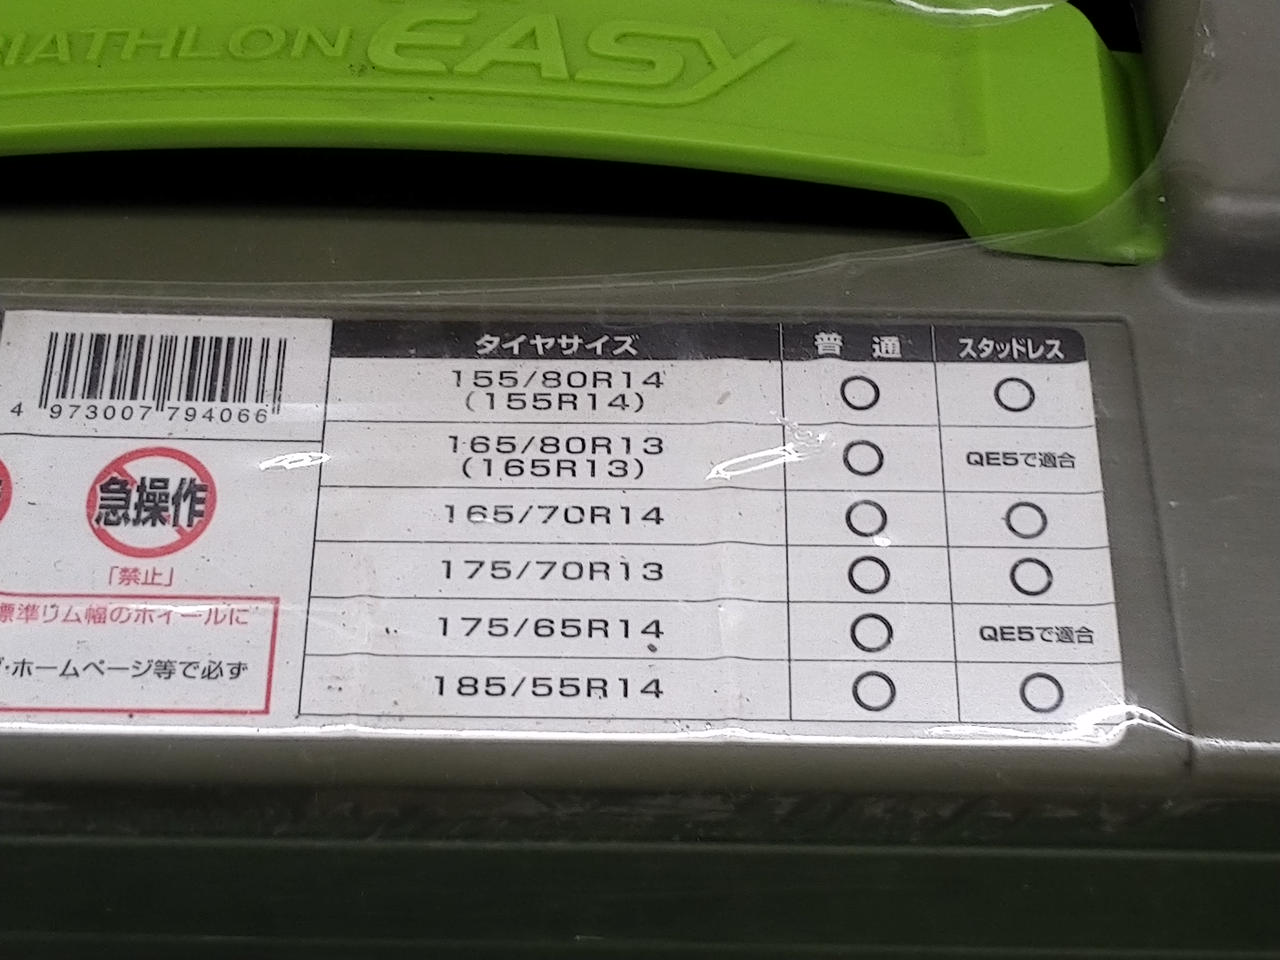 IATHLON EASY
4 973007 794066
急操作
「禁止」
標準リム幅のホイールに
・ホームページ等で必ず
タイヤサイズ 普通 スタッドレス
155/80R14
(155R14) ○ ○
165/80R13
(165R13) ○ QE5で適合
165/70R14 ○ ○
175/70R13 ○ ○
175/65R14 ○ QE5で適合
185/55R14 ○ ○